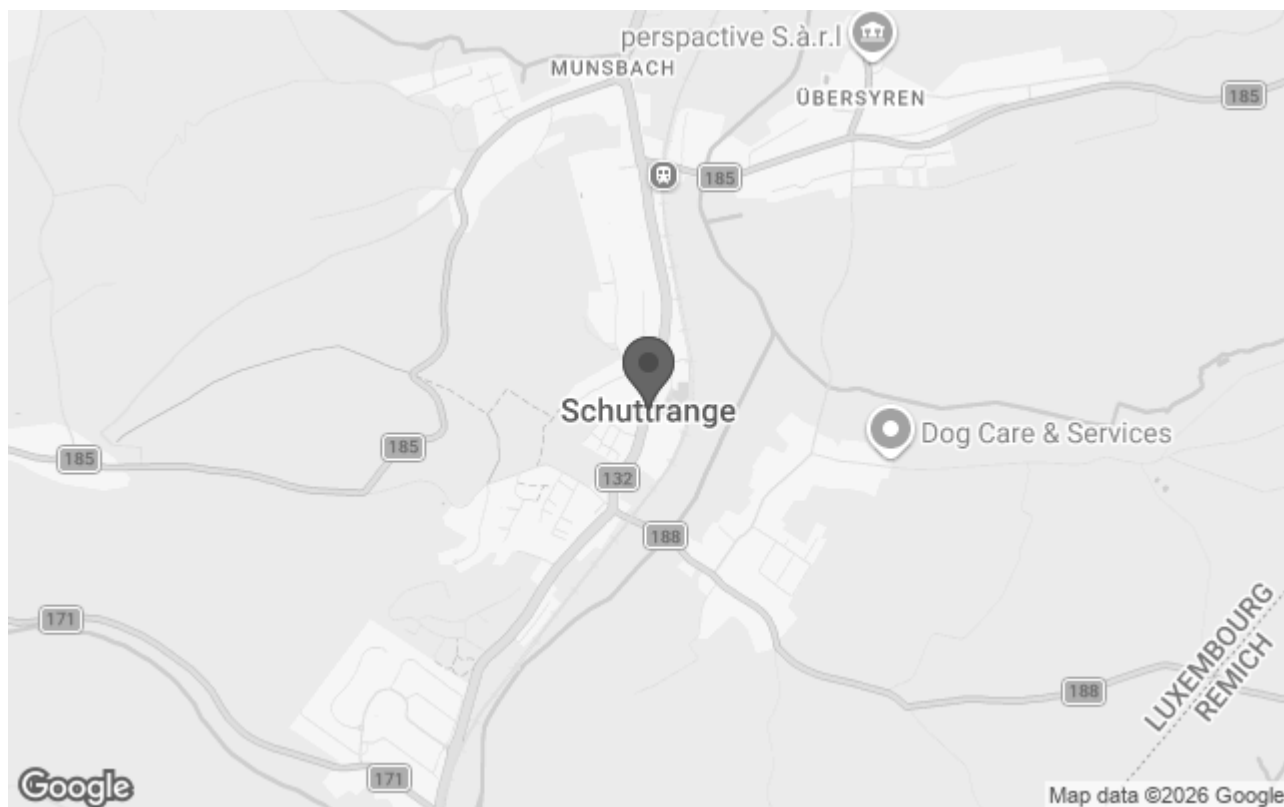 perspactive S.à.r.l
MUNSBACH
ÜBERSYREN
185
185
Schuttrange
Dog Care & Services
185
185
132
188
171
LUXEMBOURG
REMICH
188
171
Google
Map data ©2026 Google